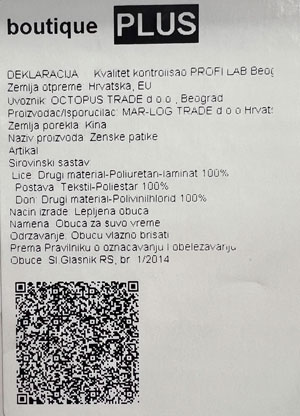 boutique PLUS
DEKLARACIJA Kvalitet kontrolisao PROFI LAB Beog
Zemlja otpreme: Hrvatska, EU
Uvoznik: OCTOPUS TRADE d o o , Beograd
Proizvođač/Isporučilac: MAR-LOG TRADE d o o Hrvats
Zemlja porekla: Kina
Naziv proizvoda: Ženske patike
Artikal
Sirovinski sastav
Lice: Drugi material-Poliuretan-laminat 100%
Postava: Tekstil-Poliestar 100%
Đon: Drugi material-Polivinilhlorid 100%
Način izrade: Lepljena obuća
Namena: Obuća za suvo vreme
Održavanje: Obuću vlažno brisati
Prema Pravilniku o označavanju i obeležavanju
Obuće: Sl Glasnik RS, br. 1/2014